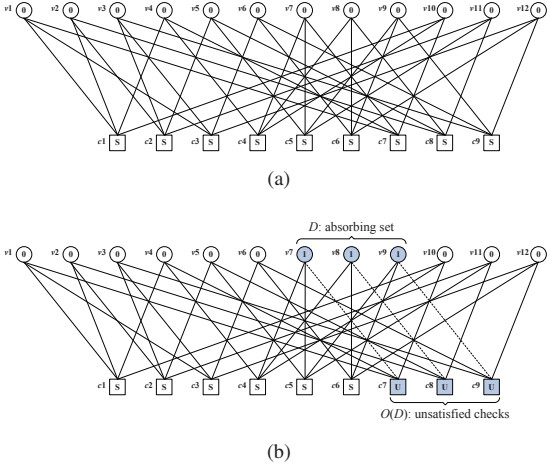 v1 0 v2 0 v3 0 v4 0 v5 0 v6 0 v7 0 v8 0 v9 0 v10 0 v11 0 v12 0
c1 S c2 S c3 S c4 S c5 S c6 S c7 S c8 S c9 S
(a)
D: absorbing set
v1 0 v2 0 v3 0 v4 0 v5 0 v6 0 v7 1 v8 1 v9 1 v10 0 v11 0 v12 0
c1 S c2 S c3 S c4 S c5 S c6 S c7 U c8 U c9 U
O(D): unsatisfied checks
(b)